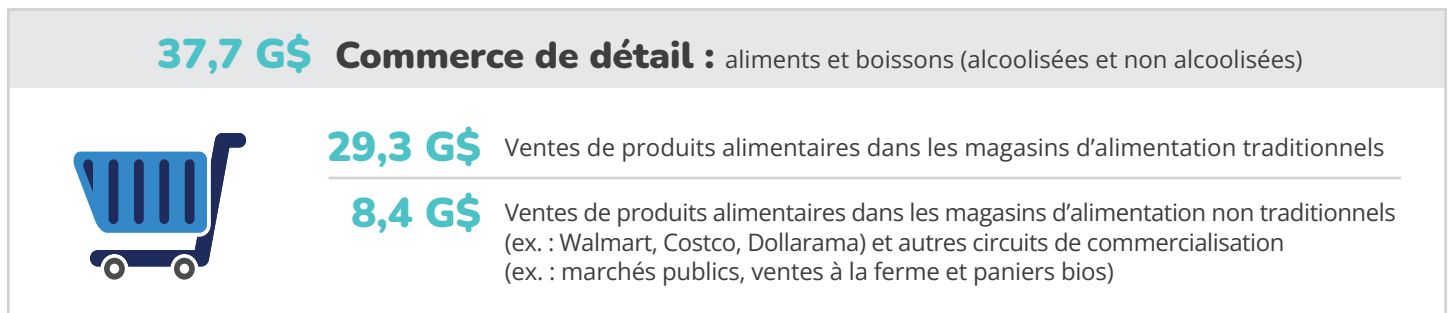 37,7 G$ Commerce de détail : aliments et boissons (alcoolisées et non alcoolisées)
29,3 G$ Ventes de produits alimentaires dans les magasins d’alimentation traditionnels
8,4 G$ Ventes de produits alimentaires dans les magasins d’alimentation non traditionnels
(ex. : Walmart, Costco, Dollarama) et autres circuits de commercialisation
(ex. : marchés publics, ventes à la ferme et paniers bios)